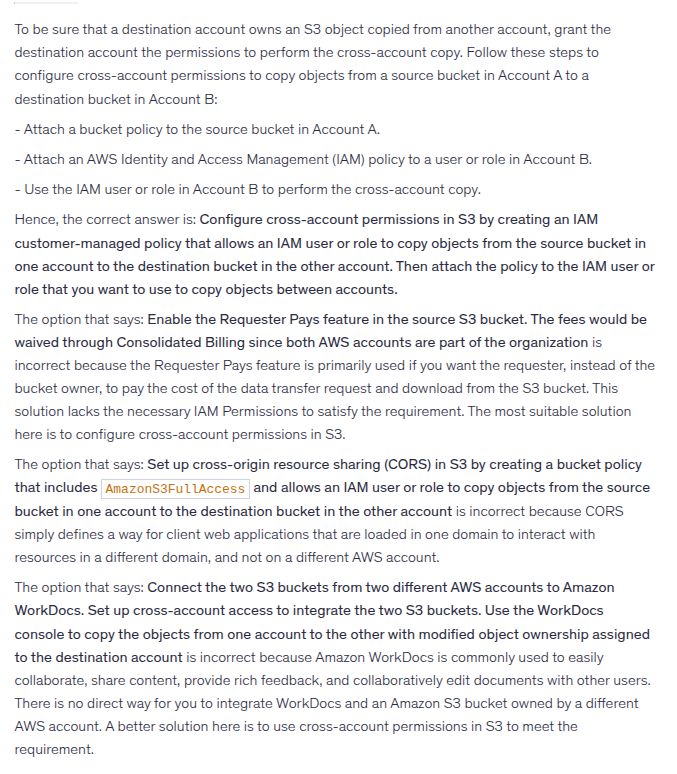 To be sure that a destination account owns an S3 object copied from another account, grant the
destination account the permissions to perform the cross-account copy. Follow these steps to
configure cross-account permissions to copy objects from a source bucket in Account A to a
destination bucket in Account B:
- Attach a bucket policy to the source bucket in Account A.
- Attach an AWS Identity and Access Management (IAM) policy to a user or role in Account B.
- Use the IAM user or role in Account B to perform the cross-account copy.
Hence, the correct answer is: Configure cross-account permissions in S3 by creating an IAM
customer-managed policy that allows an IAM user or role to copy objects from the source bucket in
one account to the destination bucket in the other account. Then attach the policy to the IAM user or
role that you want to use to copy objects between accounts.
The option that says: Enable the Requester Pays feature in the source S3 bucket. The fees would be
waived through Consolidated Billing since both AWS accounts are part of the organization is
incorrect because the Requester Pays feature is primarily used if you want the requester, instead of the
bucket owner, to pay the cost of the data transfer request and download from the S3 bucket. This
solution lacks the necessary IAM Permissions to satisfy the requirement. The most suitable solution
here is to configure cross-account permissions in S3.
The option that says: Set up cross-origin resource sharing (CORS) in S3 by creating a bucket policy
that includes AmazonS3FullAccess and allows an IAM user or role to copy objects from the source
bucket in one account to the destination bucket in the other account is incorrect because CORS
simply defines a way for client web applications that are loaded in one domain to interact with
resources in a different domain, and not on a different AWS account.
The option that says: Connect the two S3 buckets from two different AWS accounts to Amazon
WorkDocs. Set up cross-account access to integrate the two S3 buckets. Use the WorkDocs
console to copy the objects from one account to the other with modified object ownership assigned
to the destination account is incorrect because Amazon WorkDocs is commonly used to easily
collaborate, share content, provide rich feedback, and collaboratively edit documents with other users.
There is no direct way for you to integrate WorkDocs and an Amazon S3 bucket owned by a different
AWS account. A better solution here is to use cross-account permissions in S3 to meet the
requirement.